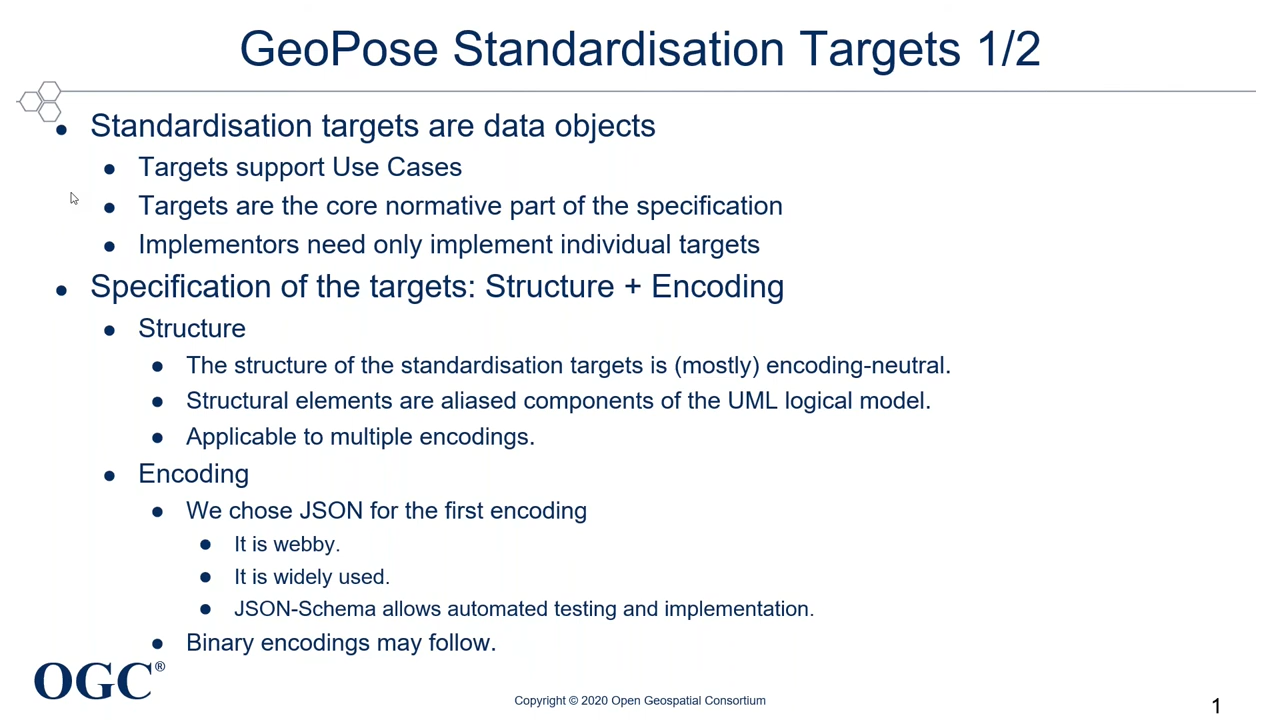 GeoPose Standardisation Targets 1/2
● Standardisation targets are data objects
● Targets support Use Cases
● Targets are the core normative part of the specification
● Implementors need only implement individual targets
● Specification of the targets: Structure + Encoding
● Structure
● The structure of the standardisation targets is (mostly) encoding-neutral.
● Structural elements are aliased components of the UML logical model.
● Applicable to multiple encodings.
● Encoding
● We chose JSON for the first encoding
● It is webby.
● It is widely used.
● JSON-Schema allows automated testing and implementation.
● Binary encodings may follow.
OGC®
Copyright © 2020 Open Geospatial Consortium
1